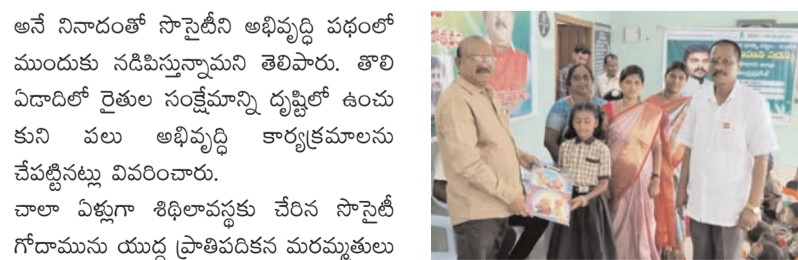 అనే నినాదంతో సొసైటీని అభివృద్ధి పథంలో
ముందుకు నడిపిస్తున్నామని తెలిపారు. తొలి
ఏడాదిలో రైతుల సంక్షేమాన్ని దృష్టిలో ఉంచు
కుని పలు అభివృద్ధి కార్యక్రమాలను
చేపట్టినట్లు వివరించారు.
చాలా ఏళ్లుగా శిథిలావస్థకు చేరిన సొసైటీ
గోదామును యుద్ధ ప్రాతిపదికన మరమ్మతులు